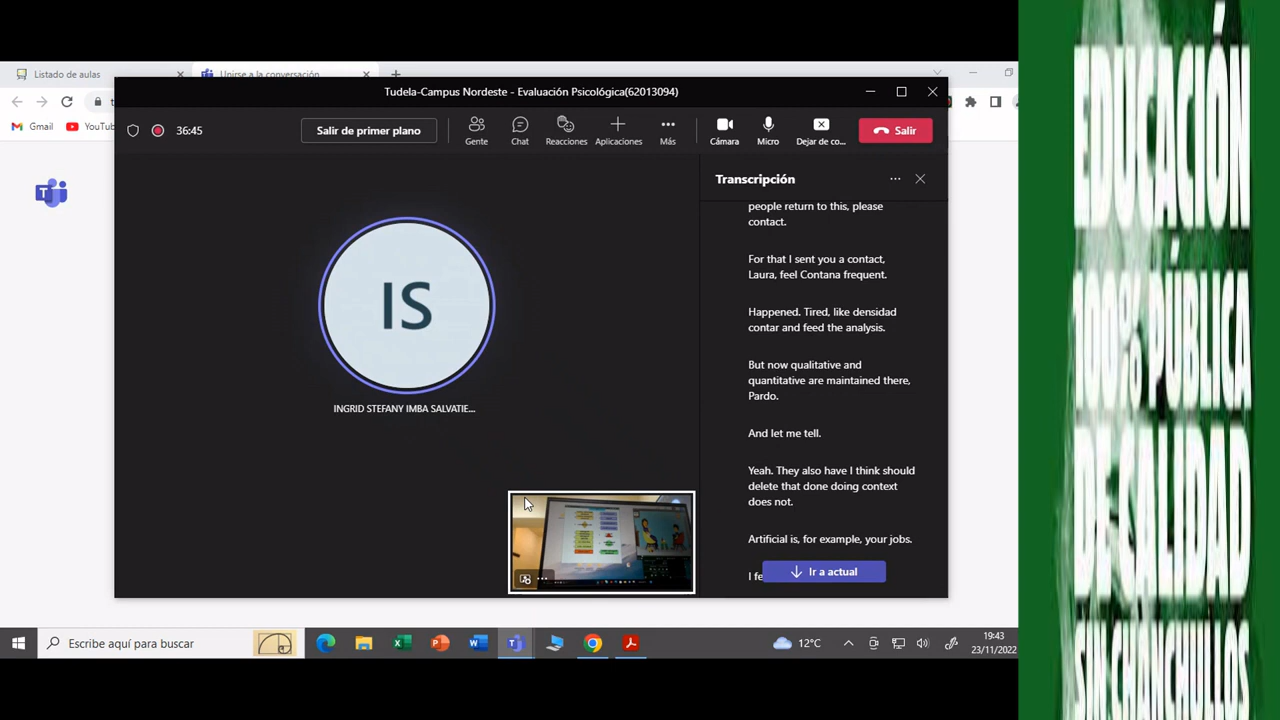 Listado de aulas
Unirse a la conversación
Tudela-Campus Nordeste - Evaluación Psicológica(62013094)
Gmail
YouTub
36:45
Salir de primer plano
Gente
Chat
Reacciones
Aplicaciones
Más
Cámara
Micro
Dejar de co...
Salir
Transcripción
people return to this, please
contact.
For that I sent you a contact,
Laura, feel Contana frequent.
Happened. Tired, like densidad
contar and feed the analysis.
But now qualitative and
quantitative are maintained there,
Pardo.
And let me tell.
Yeah. They also have I think should
delete that done doing context
does not.
Artificial is, for example, your jobs.
I fe
Ir a actual
IS
INGRID STEFANY IMBA SALVATIE...
Escribe aquí para buscar
12°C
19:43
23/11/2022
EDUCACIÓN
100% PÚBLICA
DE SALIDAD
SIN CHANCHULLOS